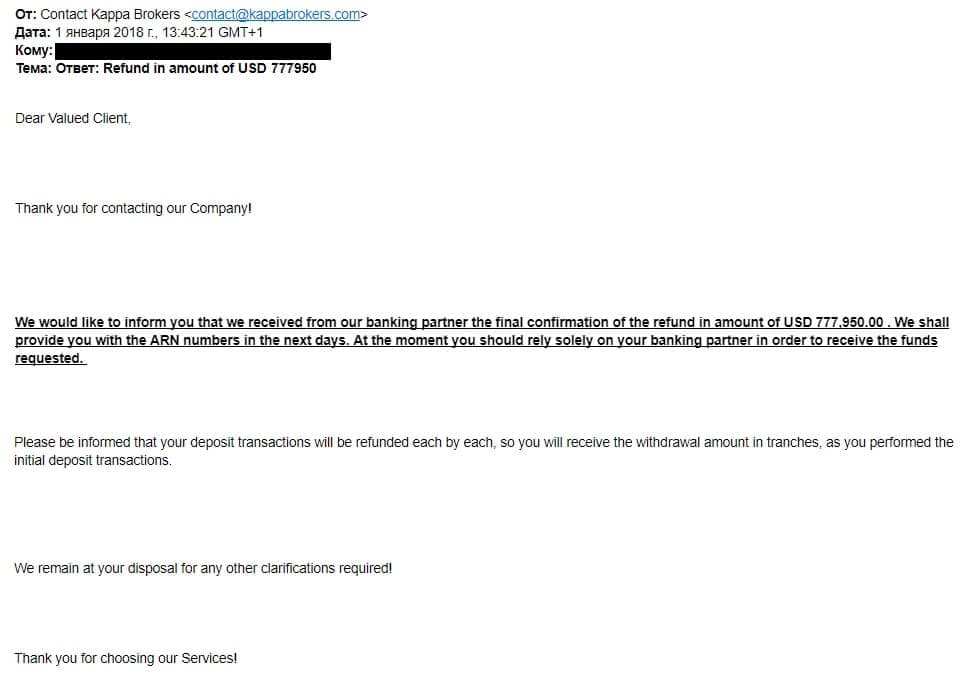 От: Contact Kappa Brokers <contact@kappabrokers.com>
Дата: 1 января 2018 г., 13:43:21 GMT+1
Кому:
Тема: Ответ: Refund in amount of USD 777950
Dear Valued Client,
Thank you for contacting our Company!
We would like to inform you that we received from our banking partner the final confirmation of the refund in amount of USD 777,950.00 . We shall
provide you with the ARN numbers in the next days. At the moment you should rely solely on your banking partner in order to receive the funds
requested.
Please be informed that your deposit transactions will be refunded each by each, so you will receive the withdrawal amount in tranches, as you performed the
initial deposit transactions.
We remain at your disposal for any other clarifications required!
Thank you for choosing our Services!